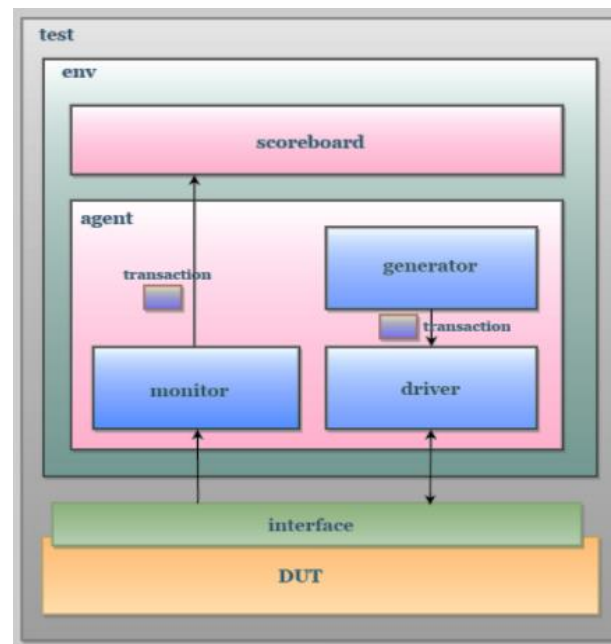 test
env
scoreboard
agent
generator
transaction
transaction
monitor
driver
interface
DUT